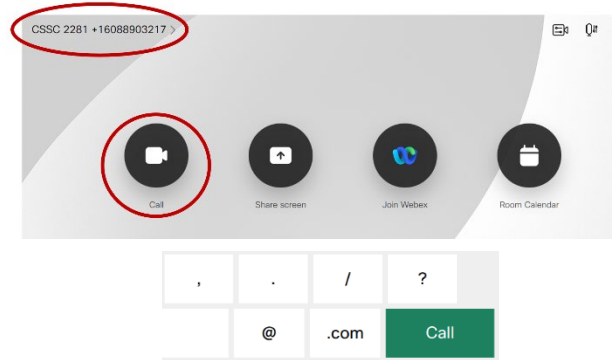 CSSC 2281 +16088903217 >
Call Share screen Join Webex Room Calendar
, . / ?
@ .com Call